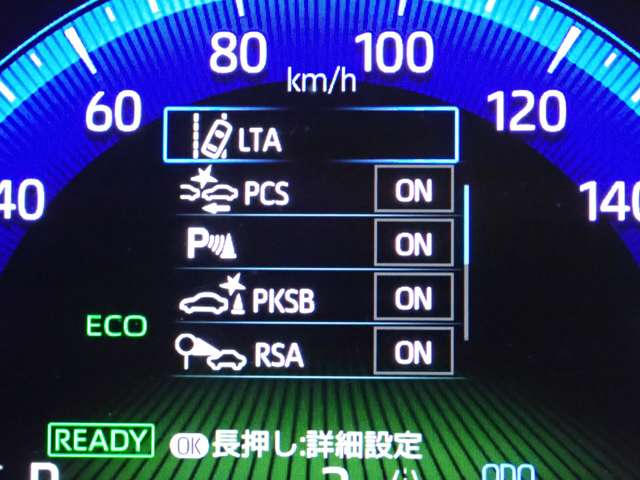 80 100
km/h
60 120
40 140
LTA
PCS ON
P ON
PKSB ON
ECO
RSA ON
READY OK 長押し:詳細設定
ODO